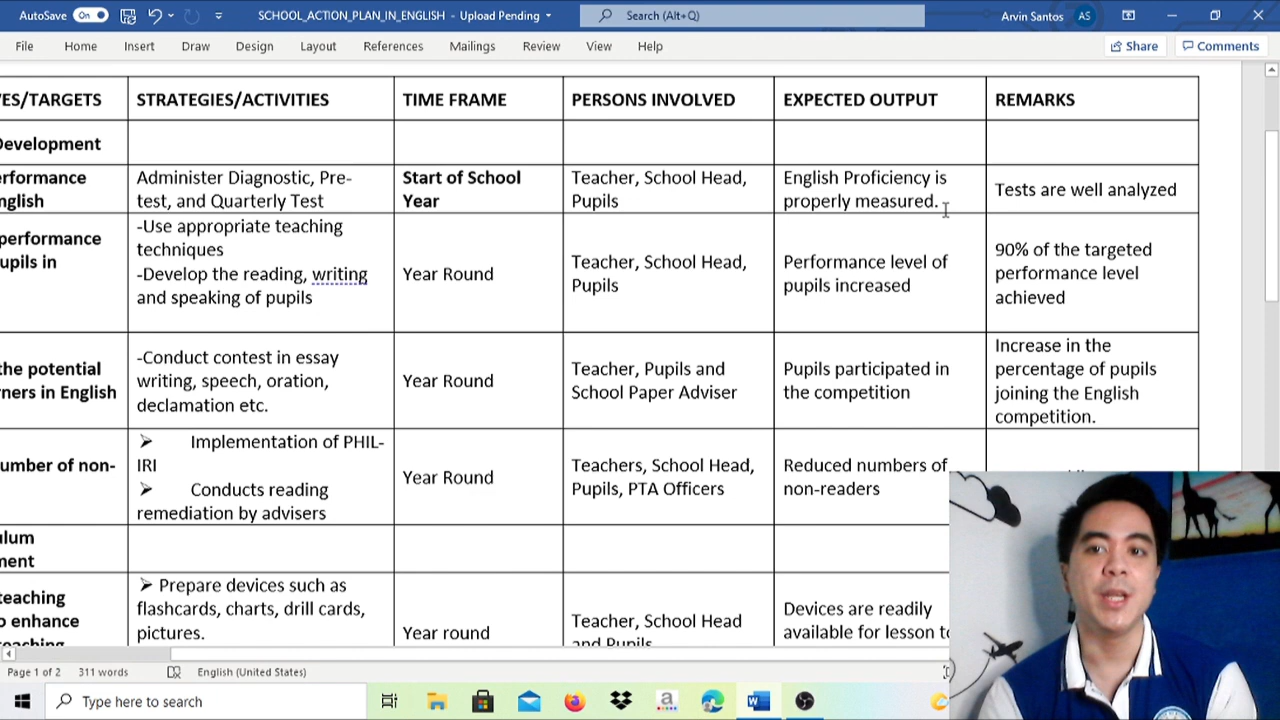 AutoSave On SCHOOL_ACTION_PLAN_IN_ENGLISH - Upload Pending Search (Alt+Q) Arvin Santos AS
File Home Insert Draw Design Layout References Mailings Review View Help Share Comments
ES/TARGETS STRATEGIES/ACTIVITIES TIME FRAME PERSONS INVOLVED EXPECTED OUTPUT REMARKS
Development
erformance
nglish
Administer Diagnostic, Pre-
test, and Quarterly Test
Start of School
Year
Teacher, School Head,
Pupils
English Proficiency is
properly measured.
Tests are well analyzed
performance
upils in
-Use appropriate teaching
techniques
-Develop the reading, writing
and speaking of pupils
Year Round
Teacher, School Head,
Pupils
Performance level of
pupils increased
90% of the targeted
performance level
achieved
the potential
ners in English
-Conduct contest in essay
writing, speech, oration,
declamation etc.
Year Round
Teacher, Pupils and
School Paper Adviser
Pupils participated in
the competition
Increase in the
percentage of pupils
joining the English
competition.
umber of non-
➢ Implementation of PHIL-
IRI
➢ Conducts reading
remediation by advisers
Year Round
Teachers, School Head,
Pupils, PTA Officers
Reduced numbers of
non-readers
ulum
ment
teaching
o enhance
➢ Prepare devices such as
flashcards, charts, drill cards,
pictures.
Year round
Teacher, School Head
and Pupils
Devices are readily
available for lesson to
Page 1 of 2 311 words English (United States)
Type here to search